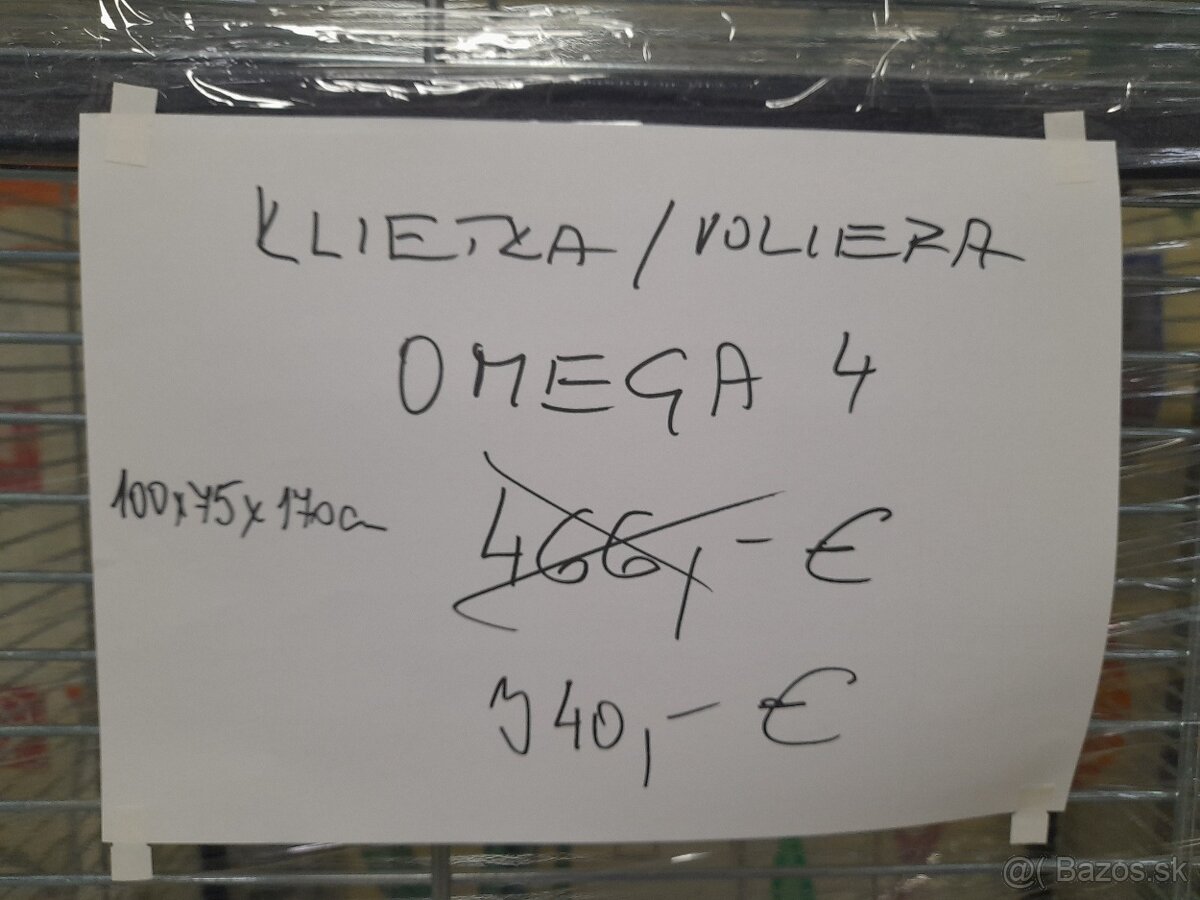 KLIETKA / VOLIERA
OMEGA 4
100x75x170cm
466,- €
340,- €
@( Bazos.sk